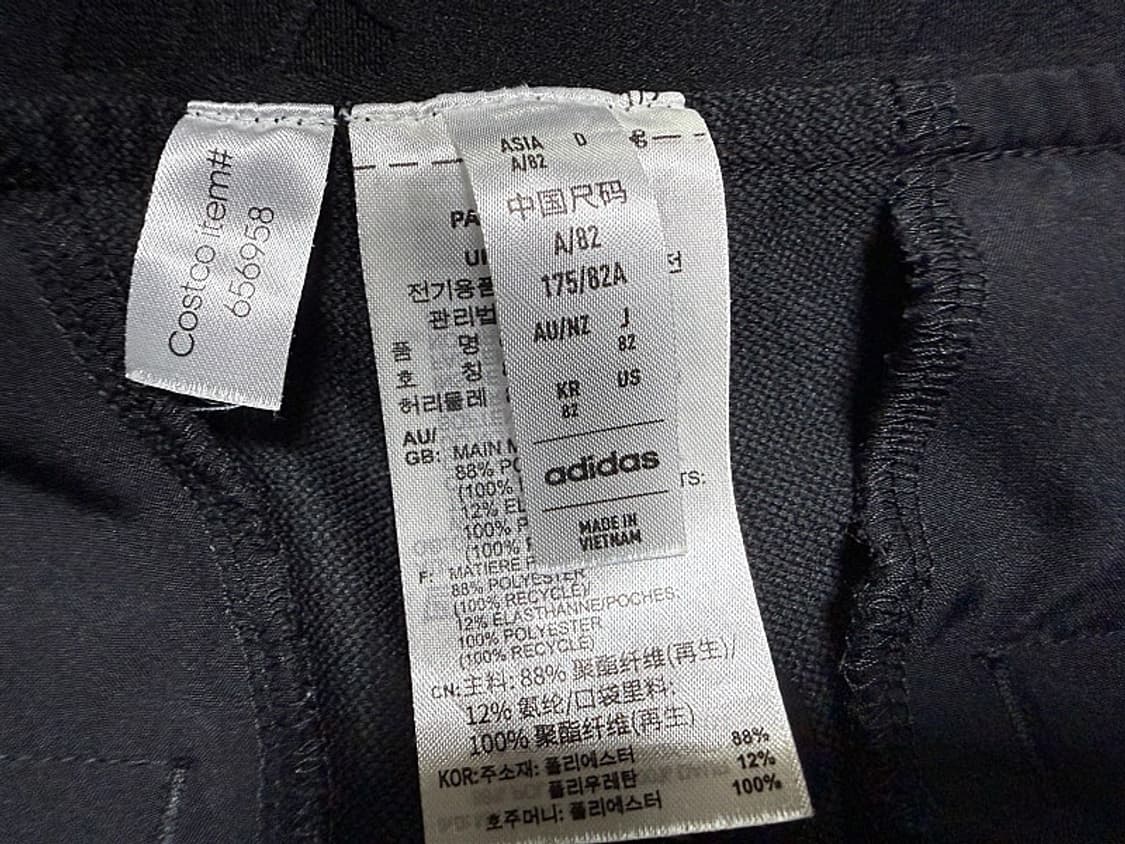 Costco Item#
656958
ASIA D
A/82
中国尺码
A/82
175/82A
AU/NZ J
82
KR US
82
adidas
MADE IN
VIETNAM
전기용품
관리법
품 명
호 칭
허리둘레
AU/
GB: MAIN
88%
(100%
12%
100%
(100%
TS:
F: MATIERE
88% POLYESTER
(100% RECYCLE)/
12% ELASTHANNE/POCHES:
100% POLYESTER
(100% RECYCLE)
CN: 主料: 88% 聚酯纤维(再生)/
12% 氨纶/口袋里料:
100% 聚酯纤维(再生)
KOR:주소재: 폴리에스터 88%
폴리우레탄 12%
호주머니: 폴리에스터 100%